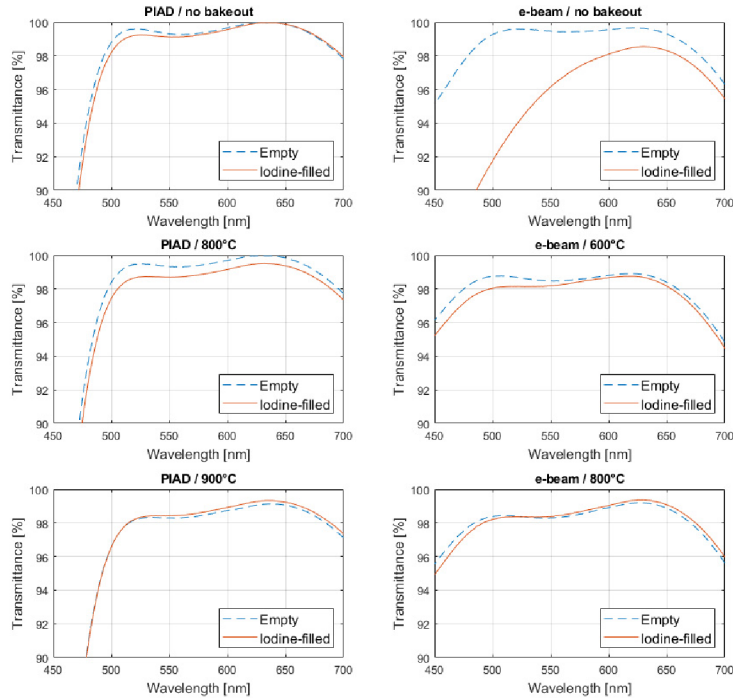 PIAD / no bakeout
100
98
96
94
92
90
Transmittance [%]
Empty
Iodine-filled
450 500 550 600 650 700
Wavelength [nm]
e-beam / no bakeout
100
98
96
94
92
90
Transmittance [%]
Empty
Iodine-filled
450 500 550 600 650 700
Wavelength [nm]
PIAD / 800°C
100
98
96
94
92
90
Transmittance [%]
Empty
Iodine-filled
450 500 550 600 650 700
Wavelength [nm]
e-beam / 600°C
100
98
96
94
92
90
Transmittance [%]
Empty
Iodine-filled
450 500 550 600 650 700
Wavelength [nm]
PIAD / 900°C
100
98
96
94
92
90
Transmittance [%]
Empty
Iodine-filled
450 500 550 600 650 700
Wavelength [nm]
e-beam / 800°C
100
98
96
94
92
90
Transmittance [%]
Empty
Iodine-filled
450 500 550 600 650 700
Wavelength [nm]